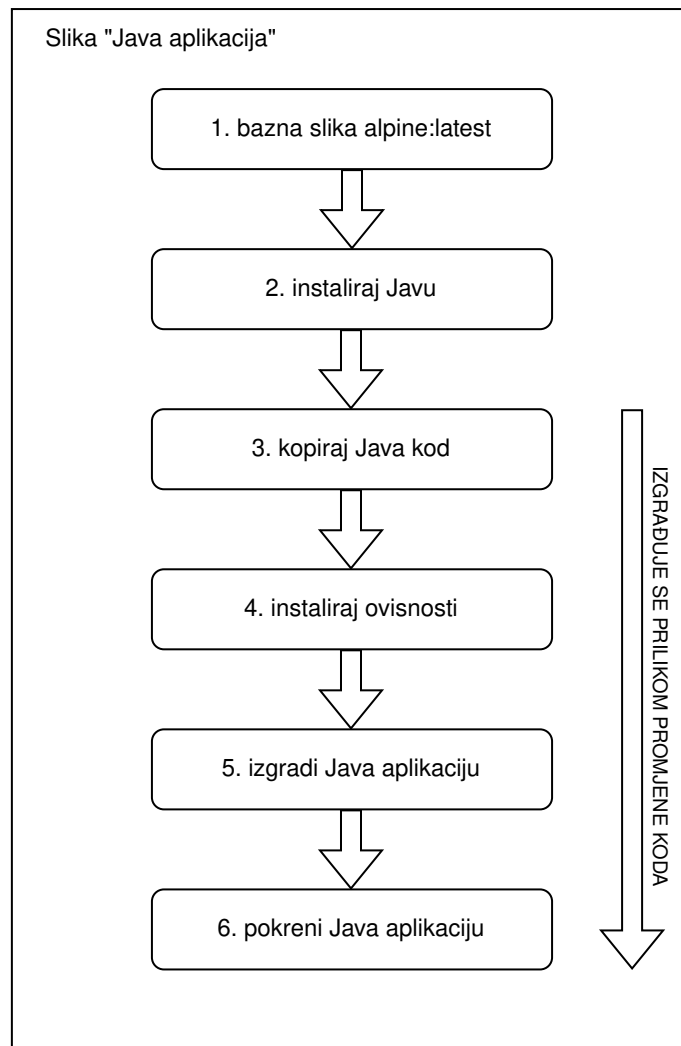 Slika "Java aplikacija"
1. bazna slika alpine:latest
2. instaliraj Javu
3. kopiraj Java kod
4. instaliraj ovisnosti
5. izgradi Java aplikaciju
6. pokreni Java aplikaciju
IZGRAĐUJE SE PRILIKOM PROMJENE KODA